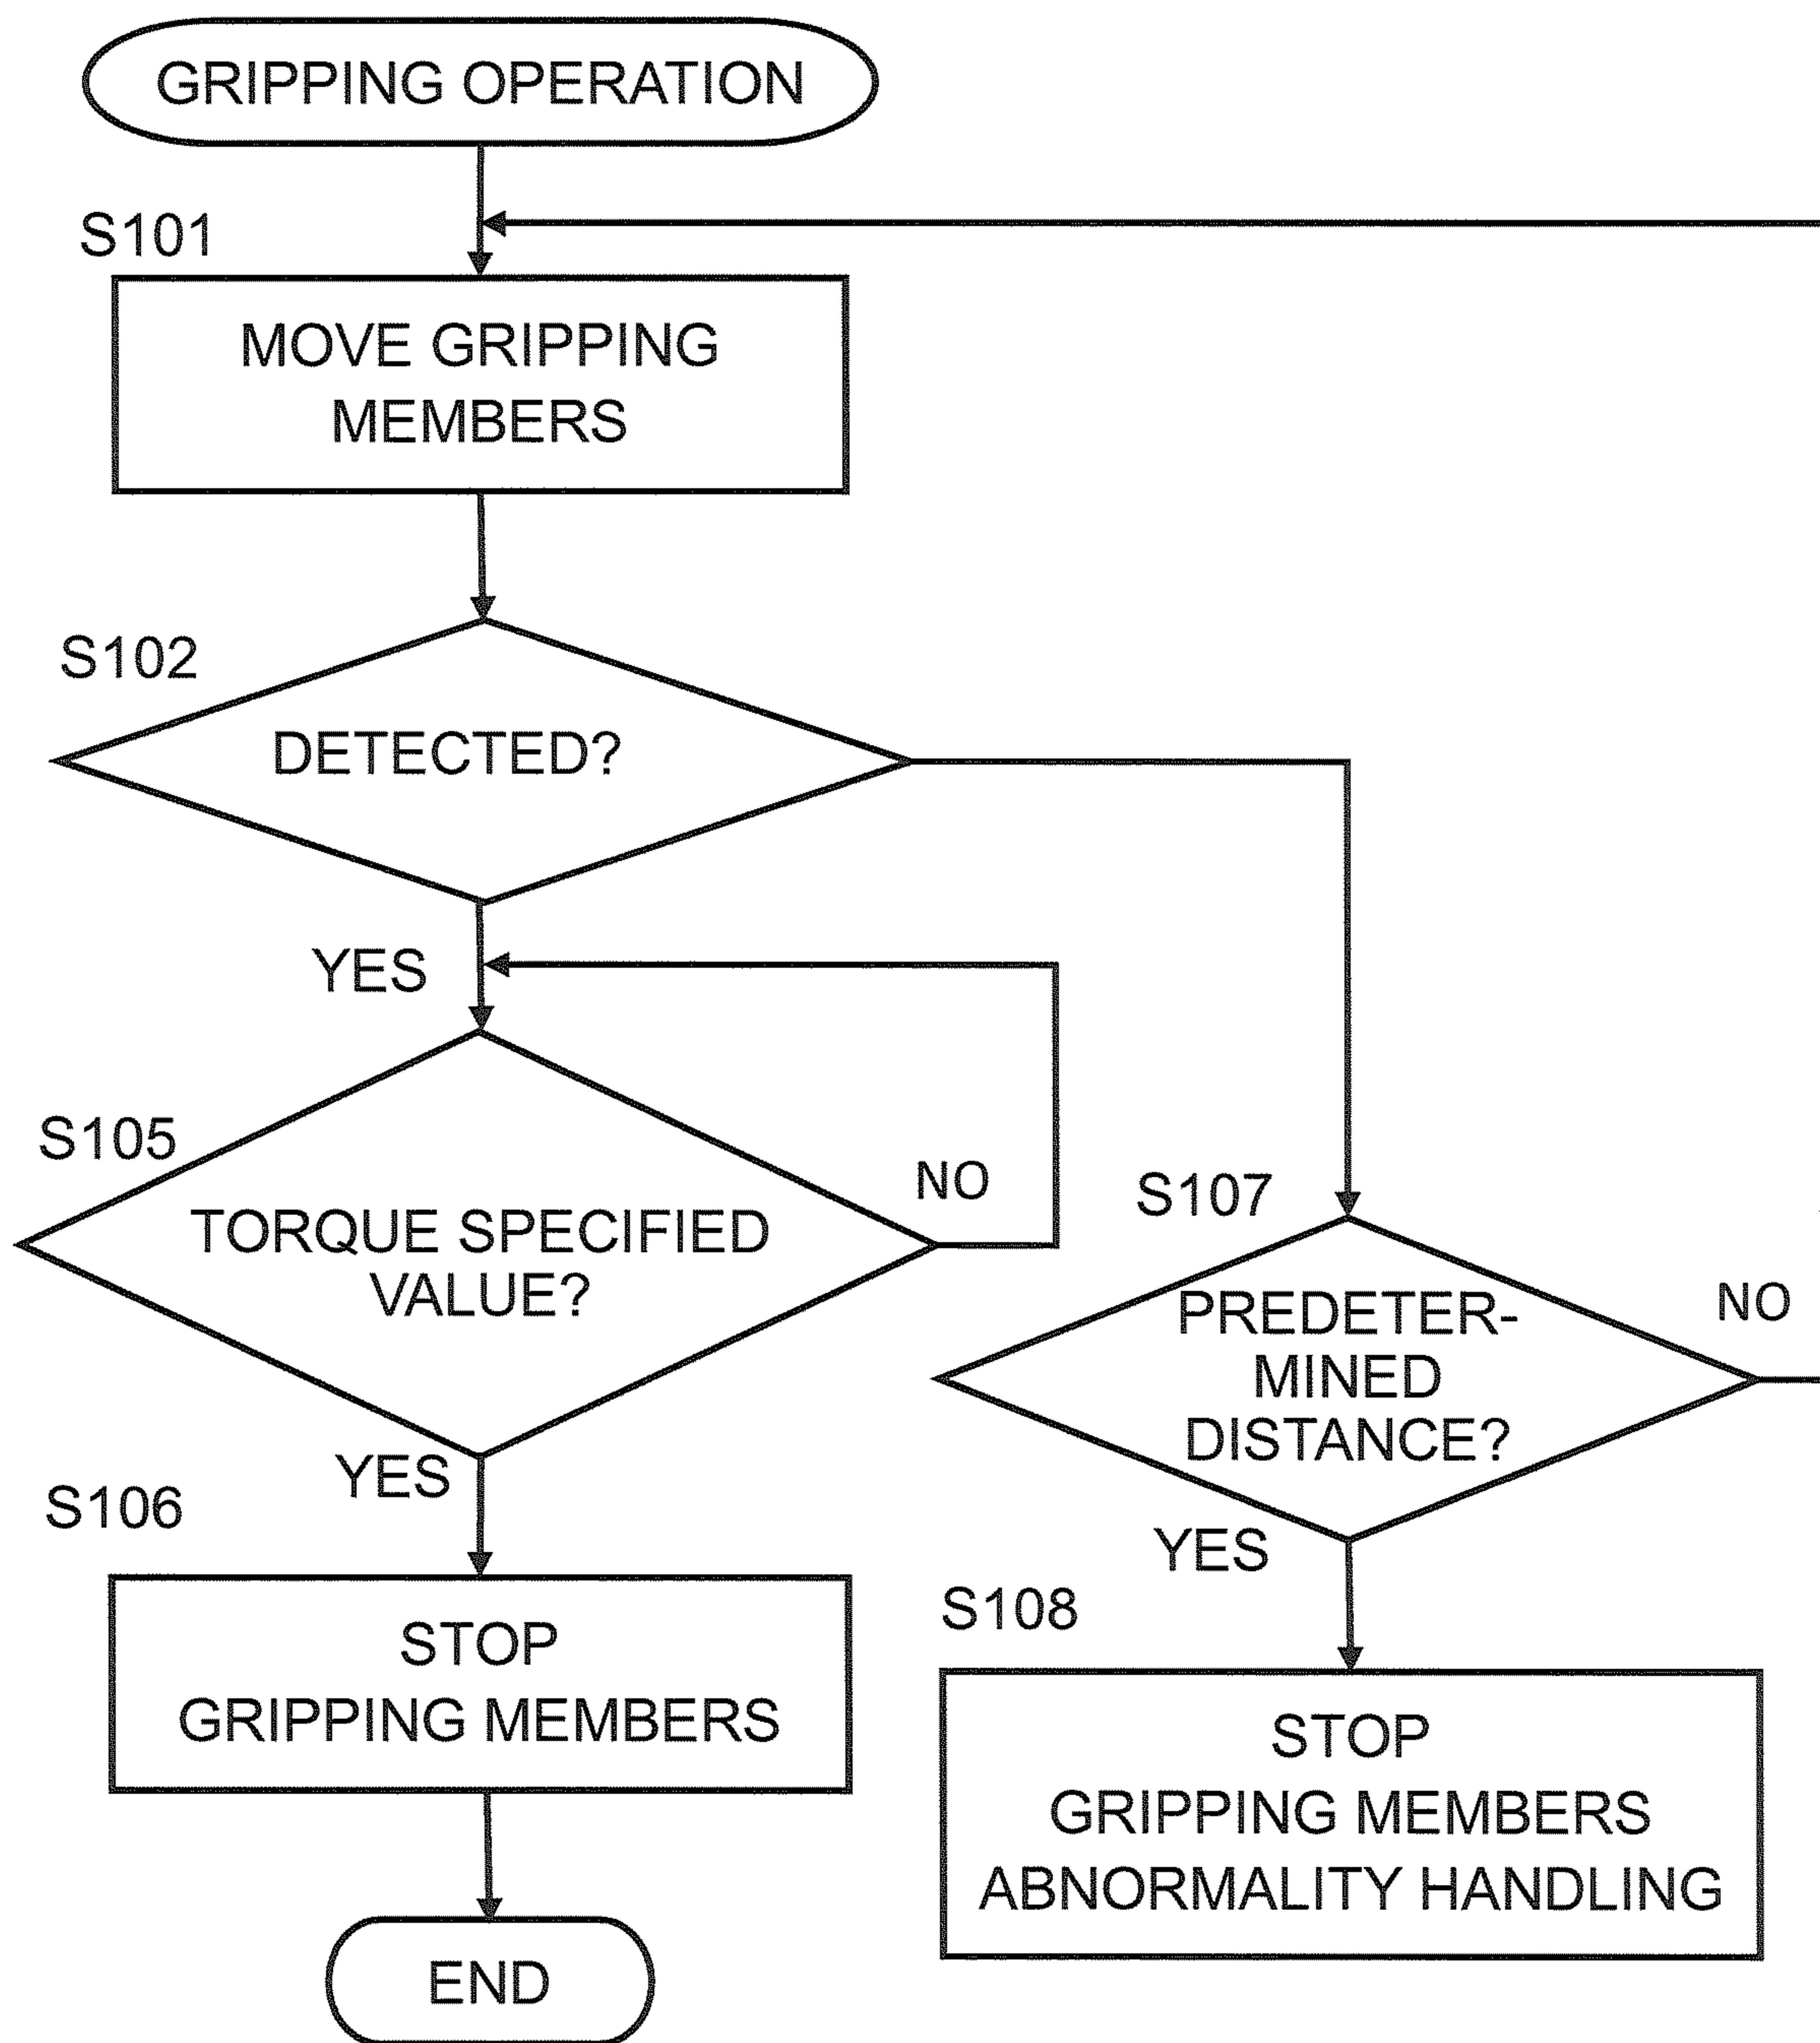 GRIPPING OPERATION
S101
MOVE GRIPPING
MEMBERS
S102
DETECTED?
YES
S105
NO
TORQUE SPECIFIED
VALUE?
YES
S106
STOP
GRIPPING MEMBERS
END
S107
NO
PREDETER-
MINED
DISTANCE?
YES
S108
STOP
GRIPPING MEMBERS
ABNORMALITY HANDLING